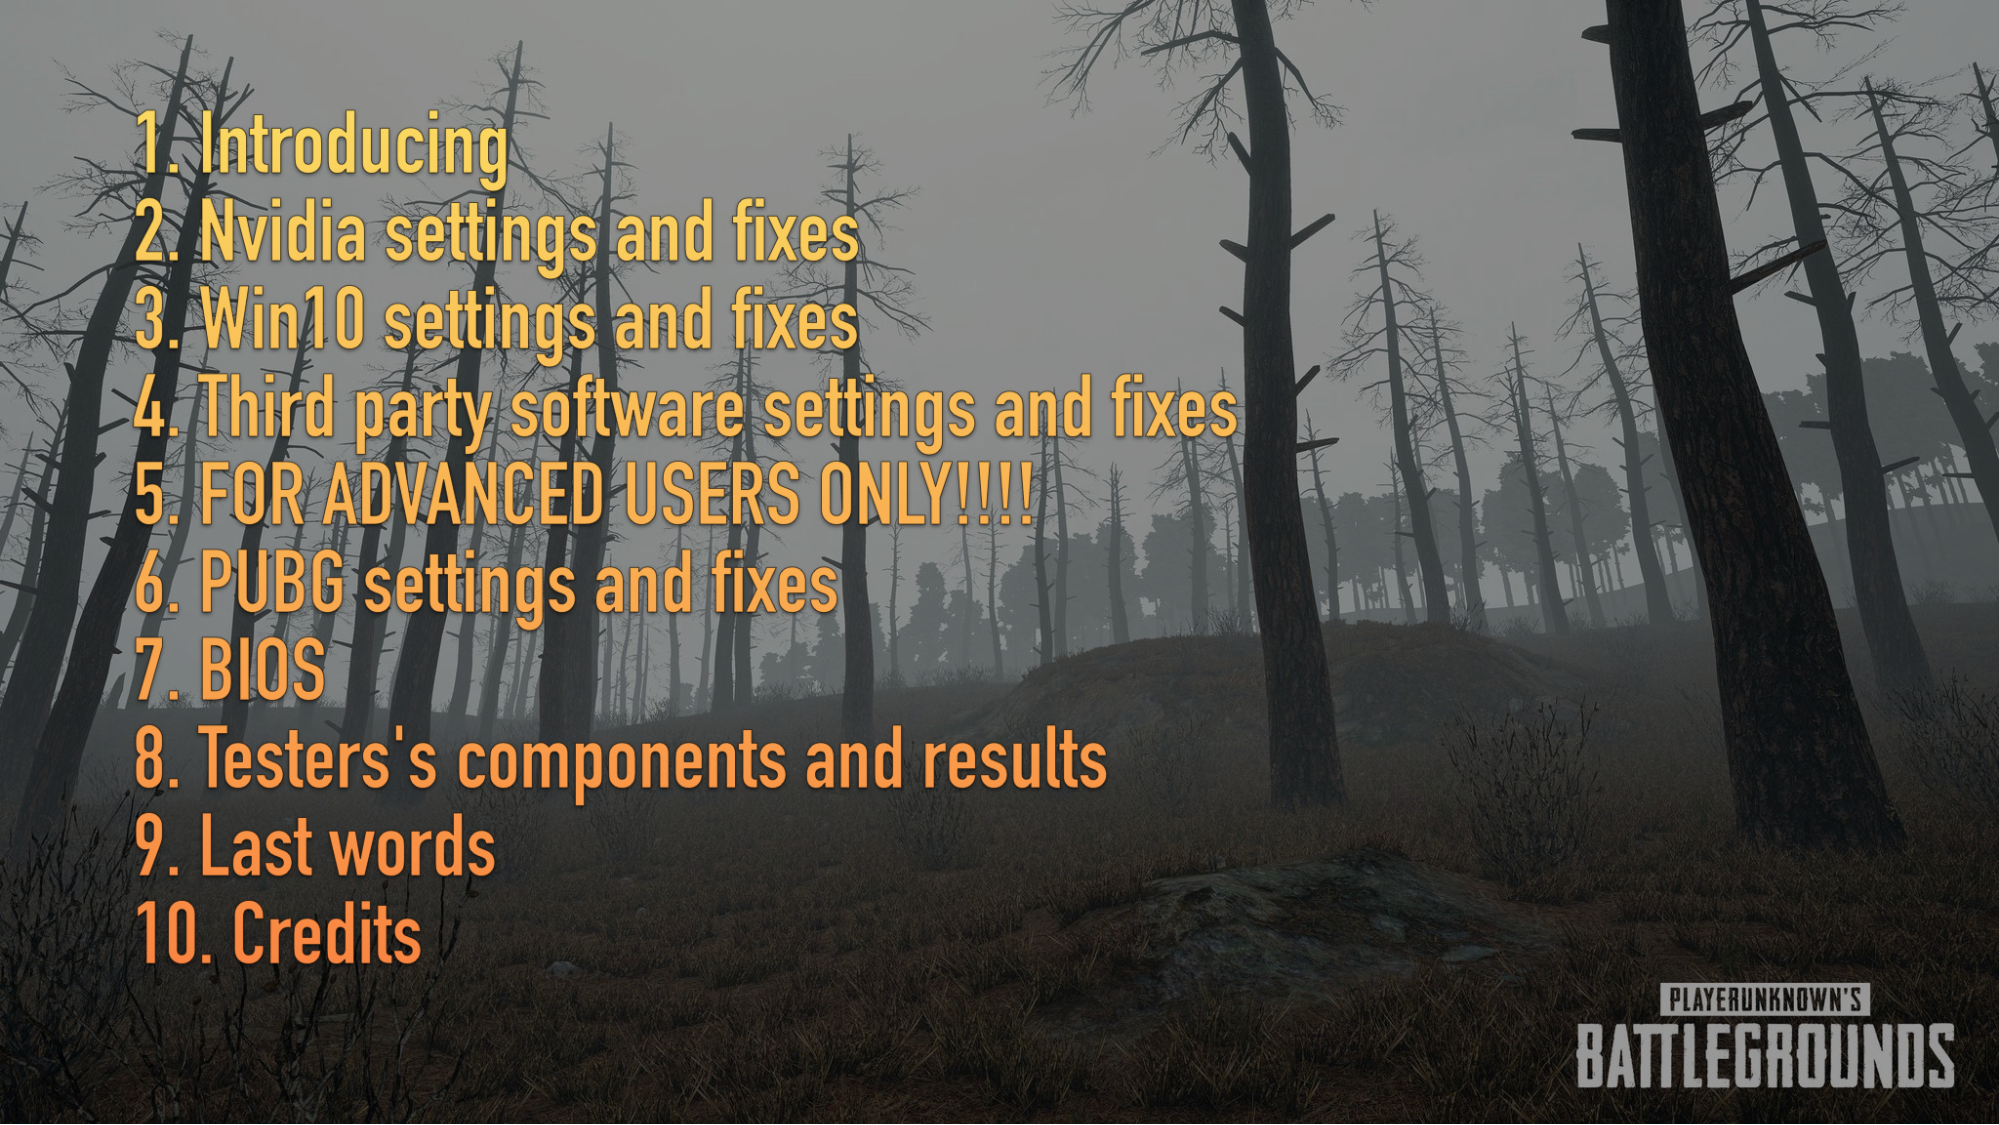 1. Introducing
2. Nvidia settings and fixes
3. Win10 settings and fixes
4. Third party software settings and fixes
5. FOR ADVANCED USERS ONLY!!!!
6. PUBG settings and fixes
7. BIOS
8. Testers's components and results
9. Last words
10. Credits
PLAYERUNKNOWN'S
BATTLEGROUNDS